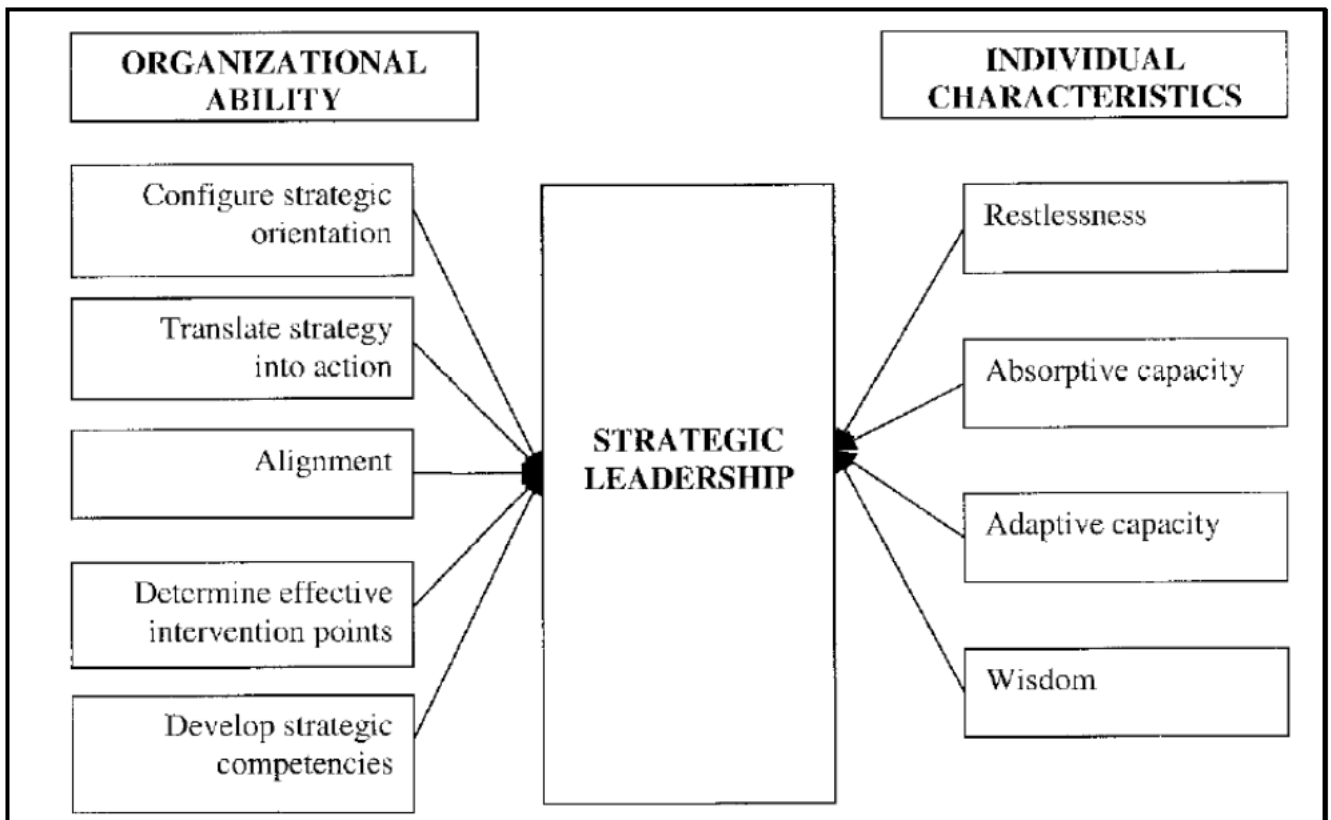 ORGANIZATIONAL
ABILITY
Configure strategic
orientation
Translate strategy
into action
Alignment
Determine effective
intervention points
Develop strategic
competencies
STRATEGIC
LEADERSHIP
INDIVIDUAL
CHARACTERISTICS
Restlessness
Absorptive capacity
Adaptive capacity
Wisdom